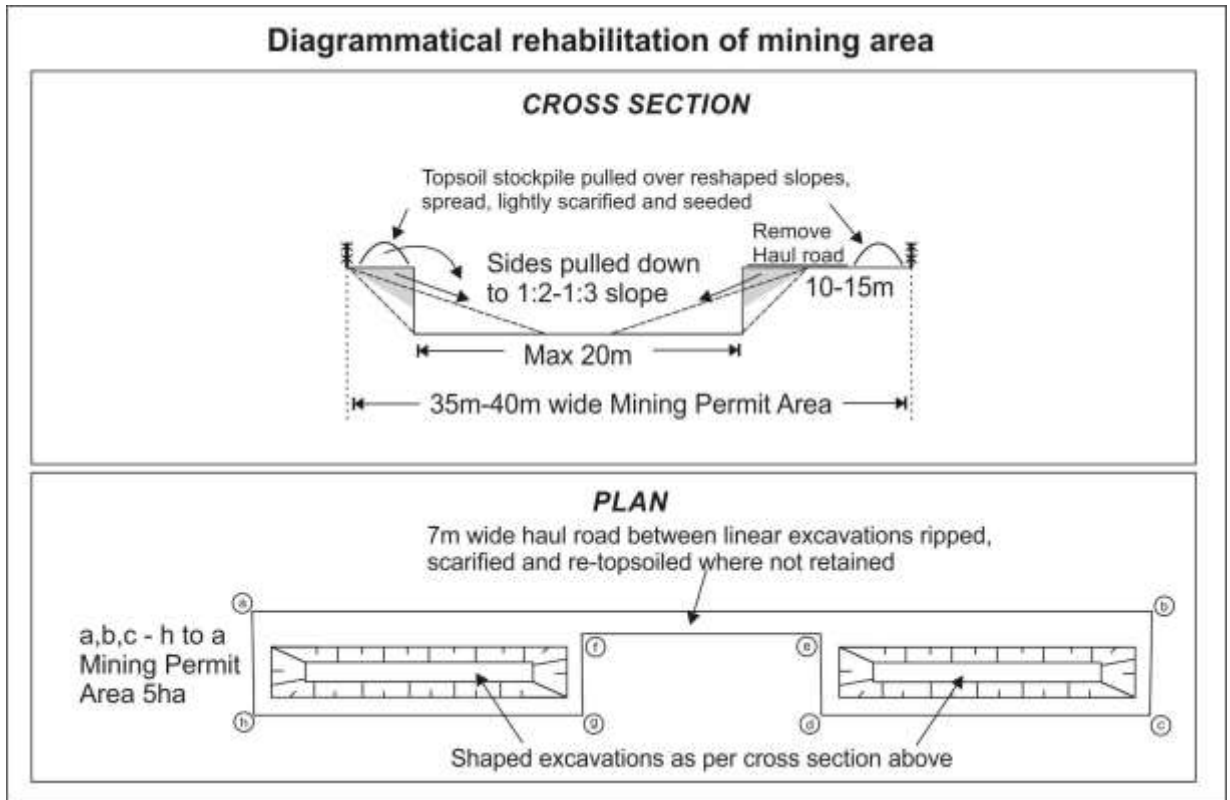 Diagrammatical rehabilitation of mining area
CROSS SECTION
Topsoil stockpile pulled over reshaped slopes,
spread, lightly scarified and seeded
Remove
Haul road
Sides pulled down
to 1:2-1:3 slope
10-15m
Max 20m
35m-40m wide Mining Permit Area
PLAN
7m wide haul road between linear excavations ripped,
scarified and re-topsoiled where not retained
a
b
a,b,c - h to a
Mining Permit
Area 5ha
f
e
h
g
d
c
Shaped excavations as per cross section above